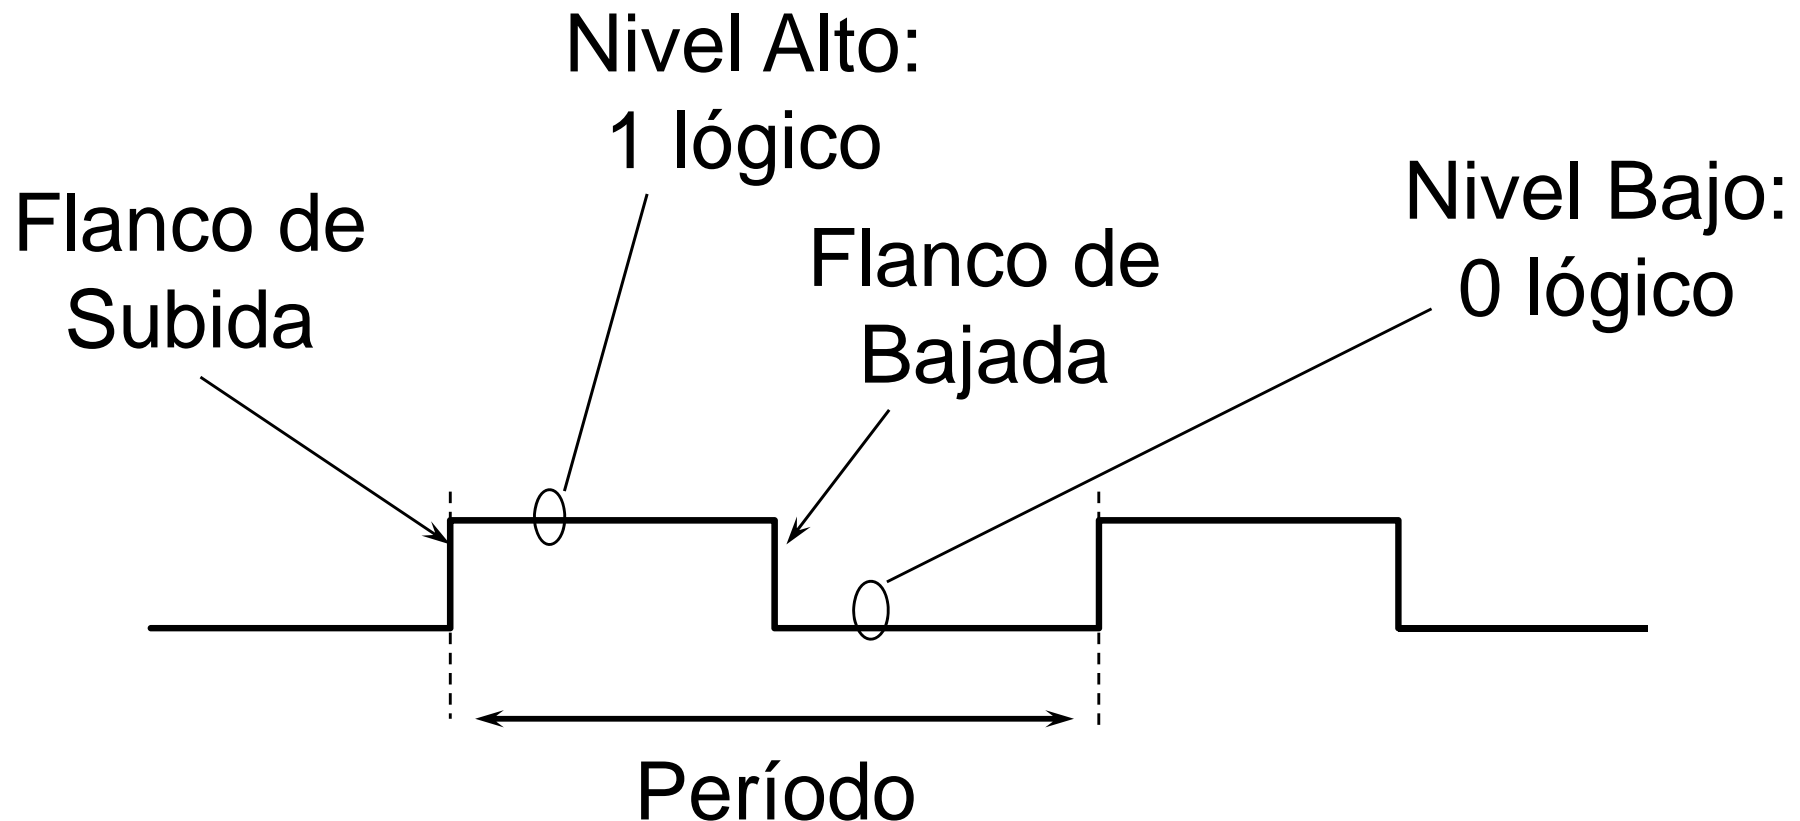 Nivel Alto:
1 lógico
Flanco de
Subida
Flanco de
Bajada
Nivel Bajo:
0 lógico
Período